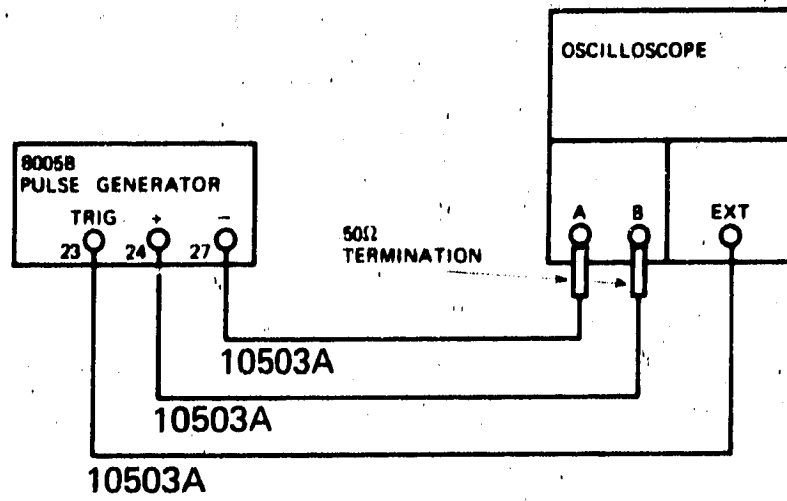 OSCILLOSCOPE
8005B
PULSE GENERATOR
TRIG + −
23 24 27
A B EXT
50Ω
TERMINATION
10503A
10503A
10503A